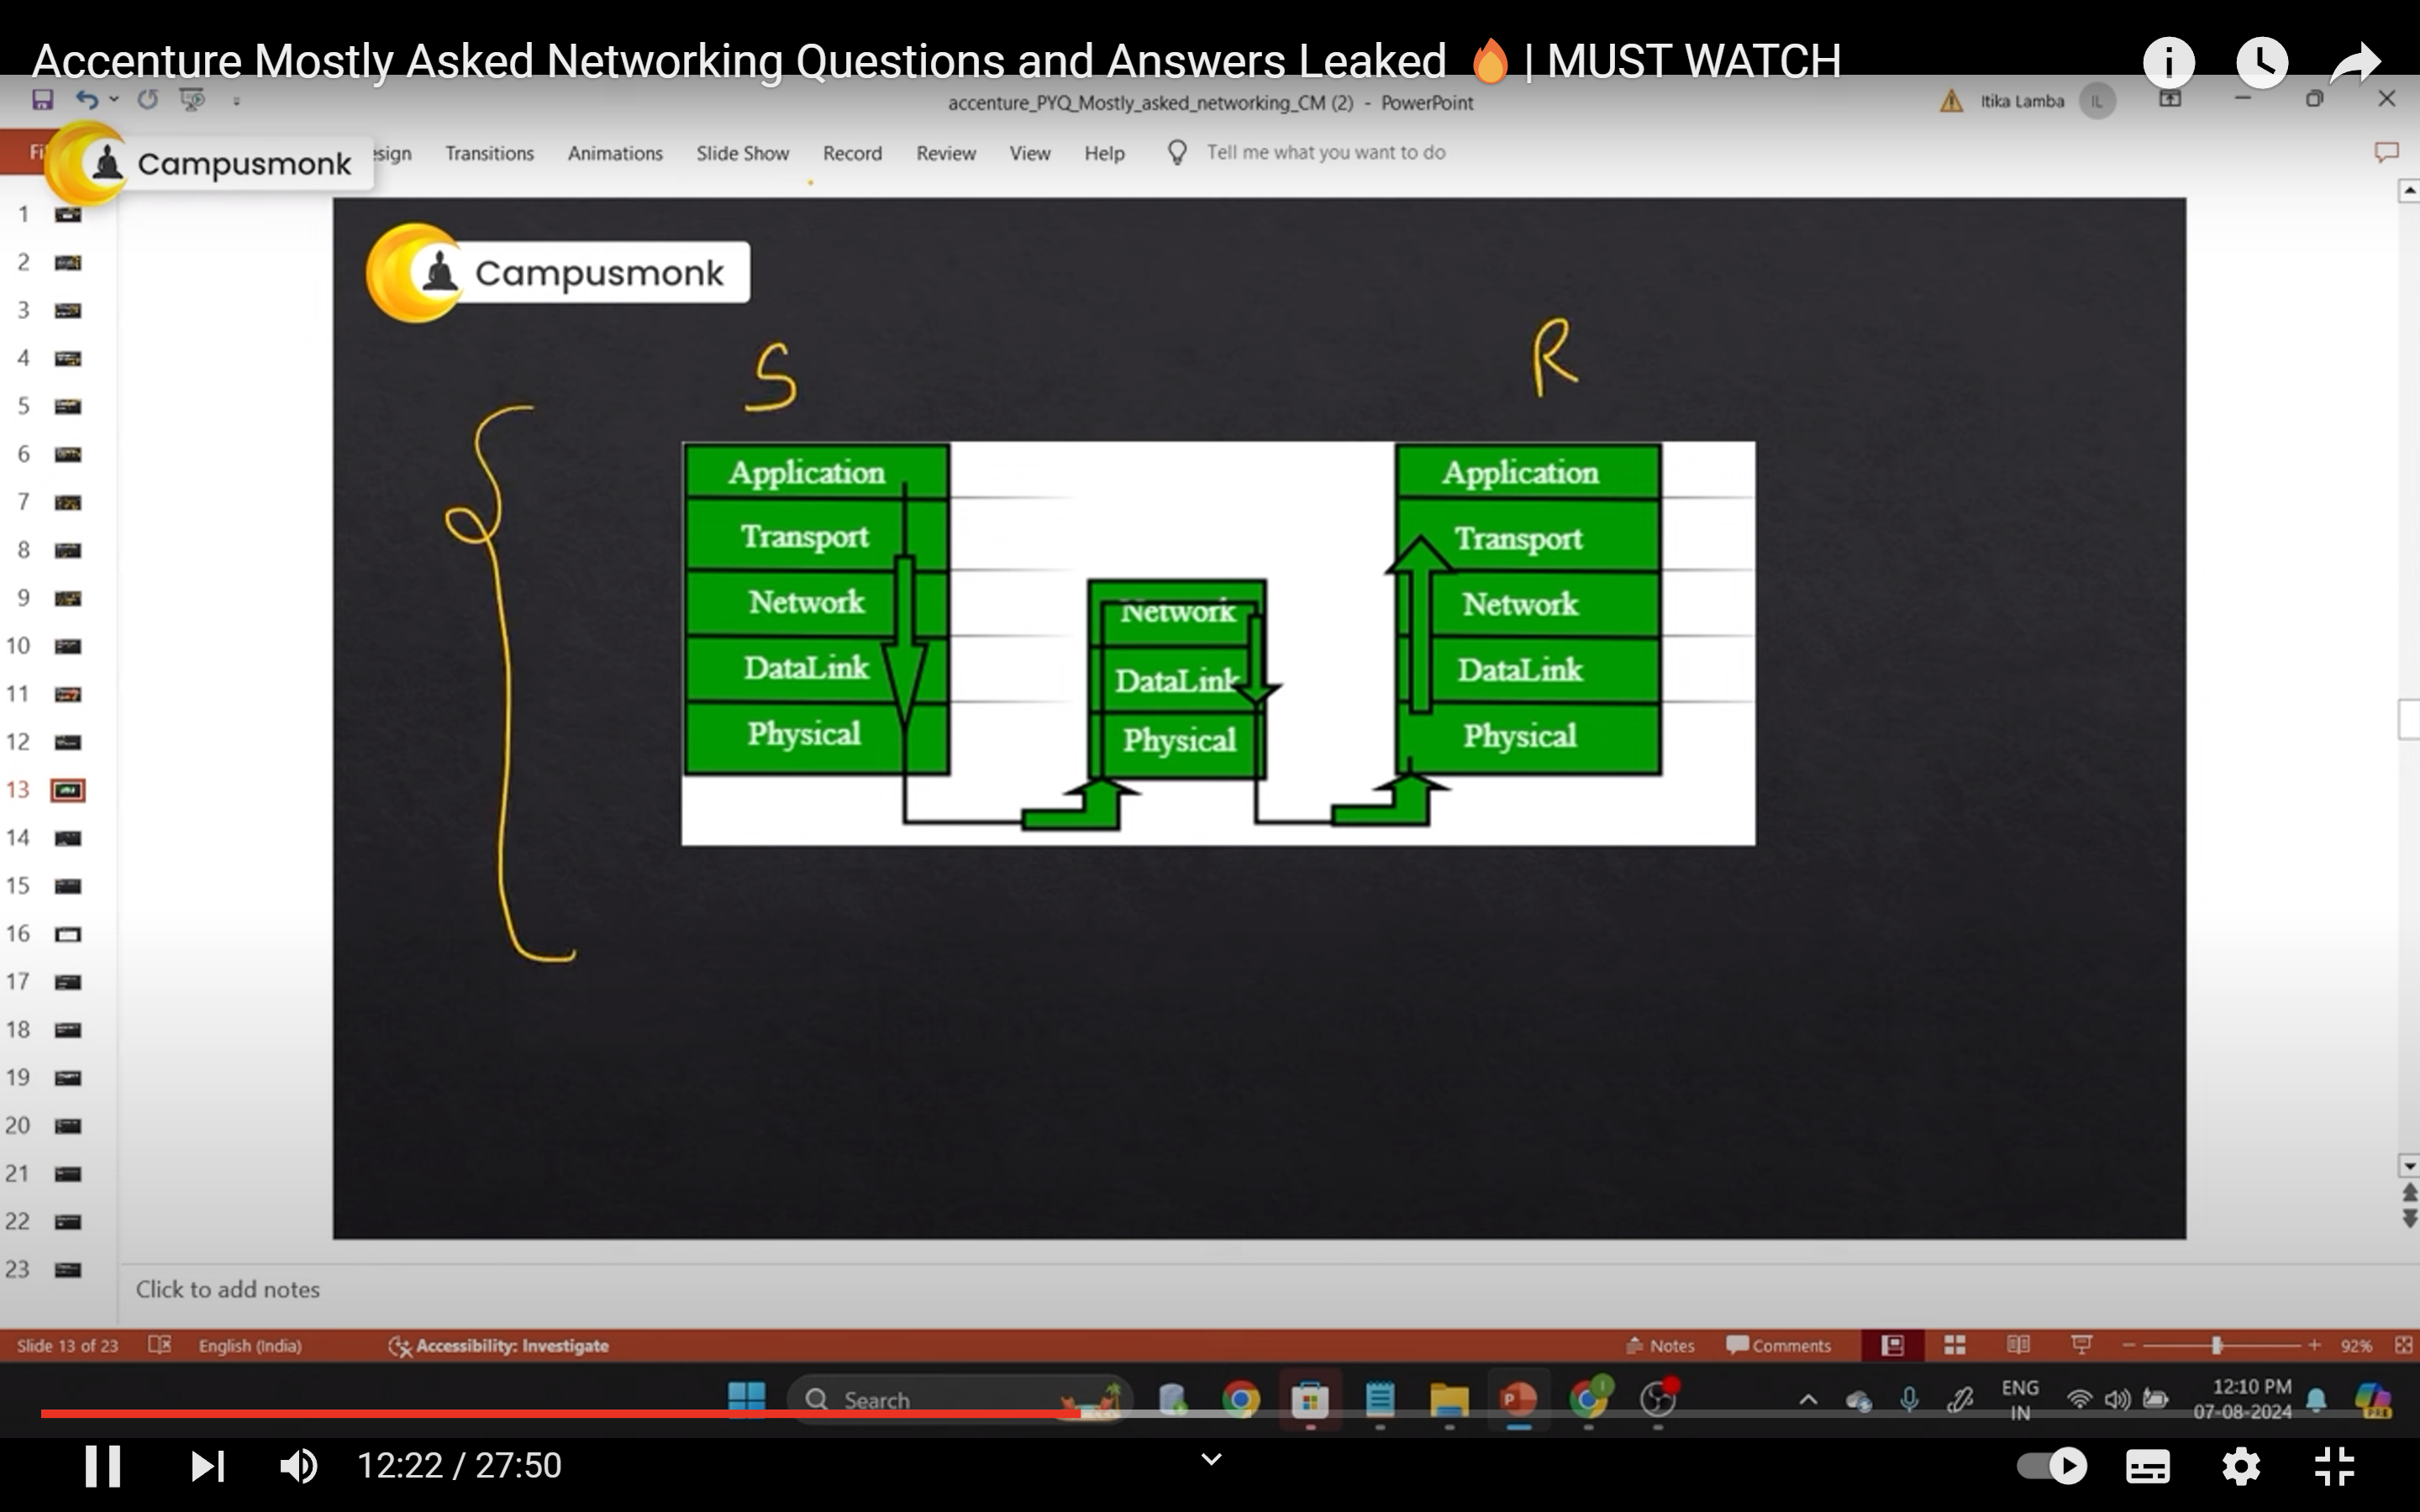 Accenture Mostly Asked Networking Questions and Answers Leaked 🔥 | MUST WATCH
accenture_PYQ_Mostly_asked_networking_CM (2) - PowerPoint
Itika Lamba IL
Campusmonk
Fi esign Transitions Animations Slide Show Record Review View Help Tell me what you want to do
1
2
3
4
5
6
7
8
9
10
11
12
13
14
15
16
17
18
19
20
21
22
23
Campusmonk
S R
Application
Transport
Network
DataLink
Physical
Network
DataLink
Physical
Application
Transport
Network
DataLink
Physical
Click to add notes
Slide 13 of 23 English (India) Accessibility: Investigate Notes Comments 92%
Search
ENG
IN
12:10 PM
07-08-2024
PRE
12:22 / 27:50